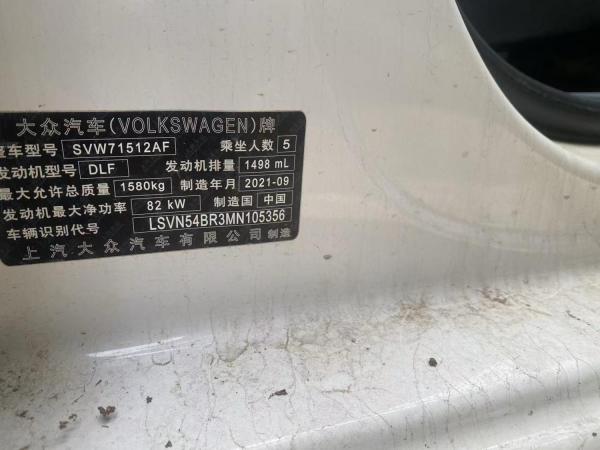 大众汽车(VOLKSWAGEN)牌
整车型号 SVW71512AF 乘坐人数 5
发动机型号 DLF 发动机排量 1498 mL
最大允许总质量 1580kg 制造年月 2021-09
发动机最大净功率 82 kW 制造国 中国
车辆识别代号 LSVN54BR3MN105356
上汽大众汽车有限公司 制造